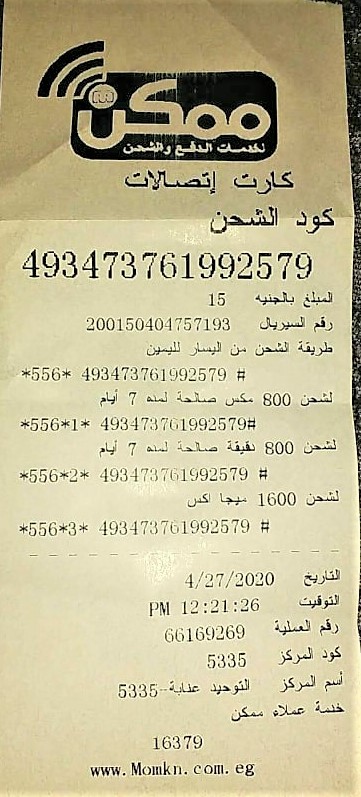 ممكن
لخدمات الدفع والشحن
كارت إتصالات
كود الشحن
493473761992579
المبلغ بالجنيه 15
رقم السيريال 200150404757193
طريقة الشحن من اليسار لليمين
*556* 493473761992579 #
لشحن 800 مكس صالحة لمدة 7 أيام
*556*1* 493473761992579#
لشحن 800 دقيقة صالحة لمدة 7 أيام
*556*2* 493473761992579 #
لشحن 1600 ميجا اكس
*556*3* 493473761992579 #
التاريخ 4/27/2020
التوقيت PM 12:21:26
رقم العملية 66169269
كود المركز 5335
أسم المركز التوحيد عنابة-5335
خدمة عملاء ممكن
16379
www.Momkn.com.eg